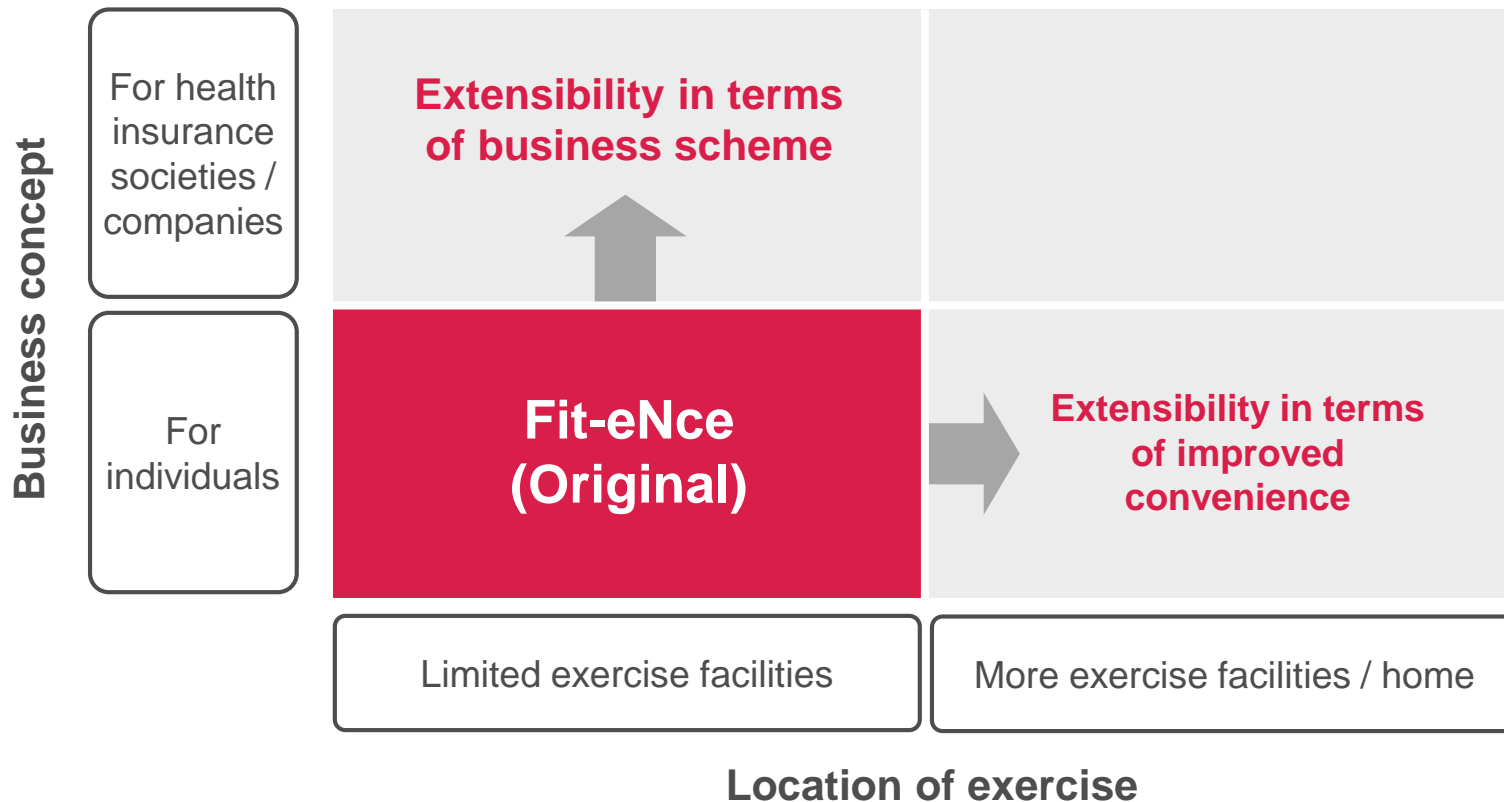 Business concept
For health
insurance
societies /
companies
Extensibility in terms
of business scheme
For
individuals
Fit-eNce
(Original)
Extensibility in terms
of improved
convenience
Limited exercise facilities
More exercise facilities / home
Location of exercise